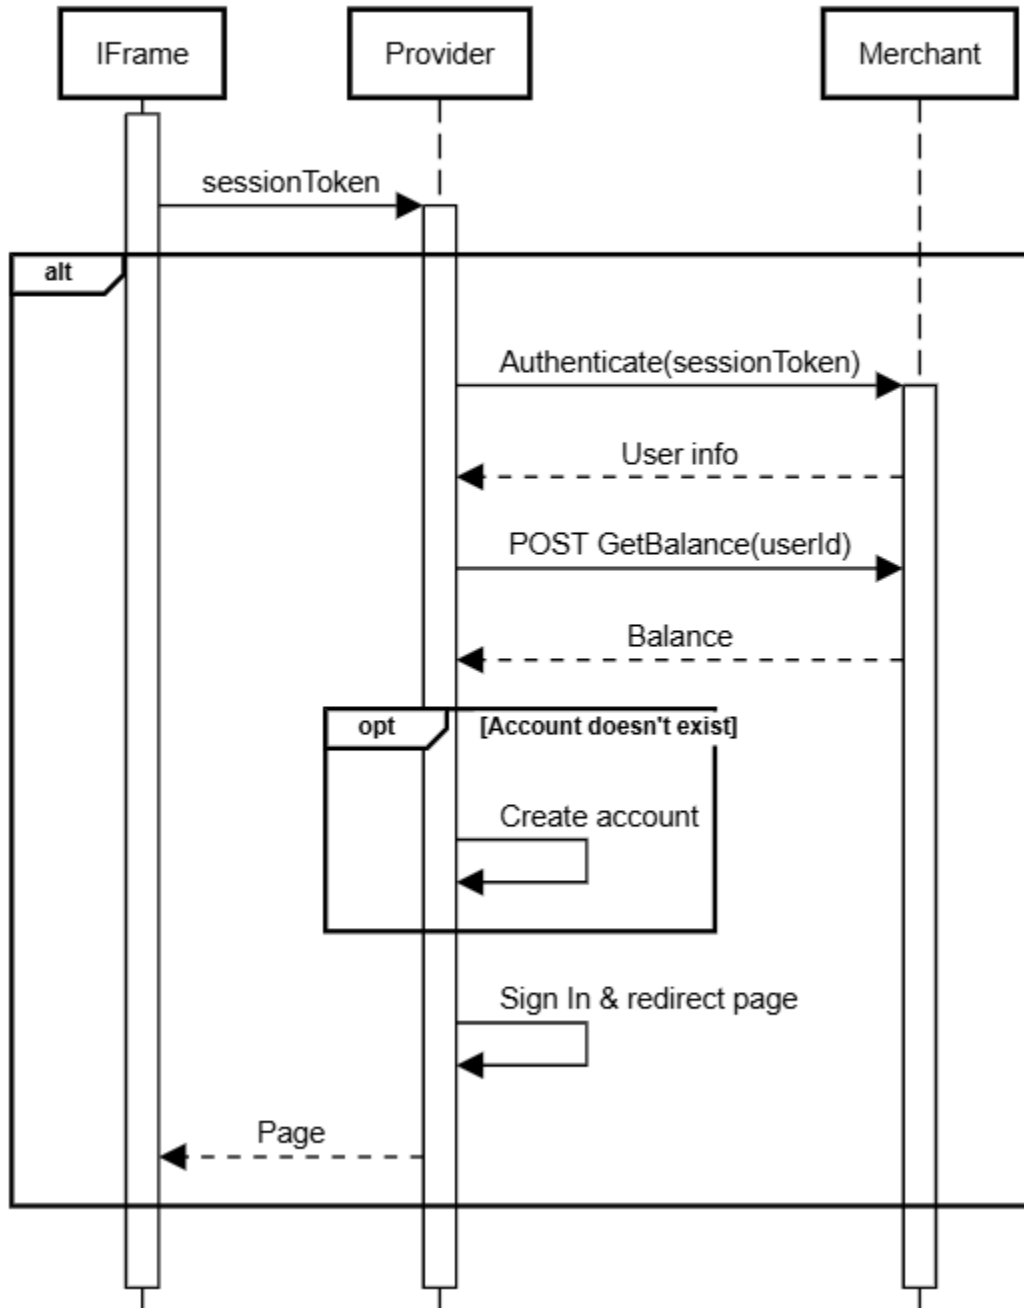 IFrame
Provider
Merchant
sessionToken
alt
Authenticate(sessionToken)
User info
POST GetBalance(userId)
Balance
opt
[Account doesn't exist]
Create account
Sign In & redirect page
Page